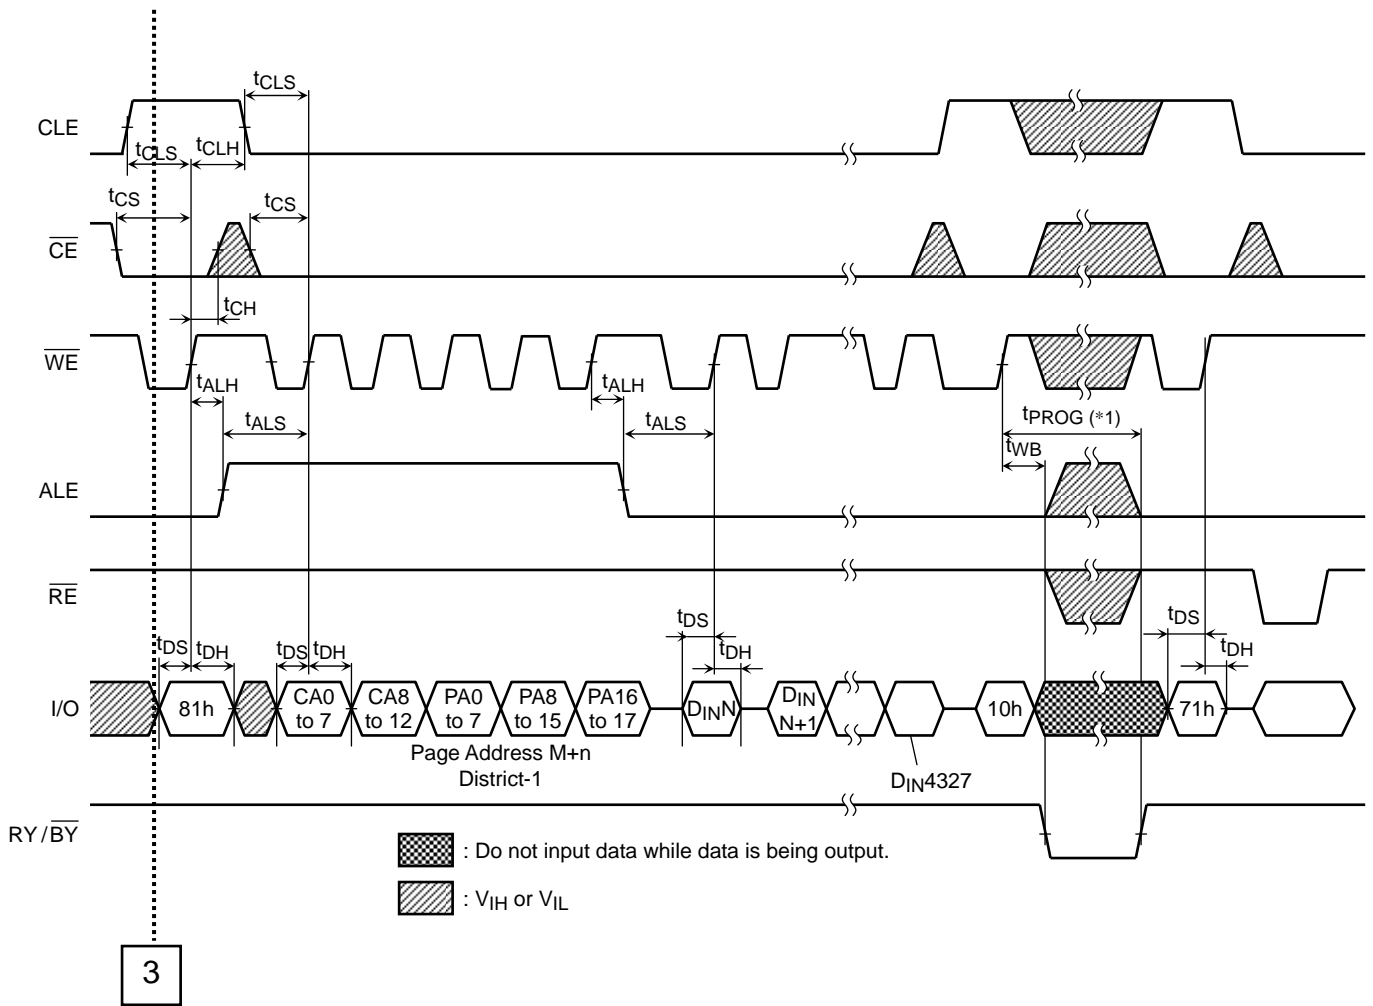 tCLS
CLE
tCLS tCLH
tCS tCS
CE
tCH
WE
tALH tALH
tALS tALS tPROG (*1)
tWB
ALE
RE
tDS tDH tDS tDH tDS tDH tDS tDH
I/O 81h CA0 to 7 CA8 to 12 PA0 to 7 PA8 to 15 PA16 to 17 DINN DIN N+1 10h 71h
Page Address M+n
District-1
DIN4327
RY/BY
: Do not input data while data is being output.
: VIH or VIL
3